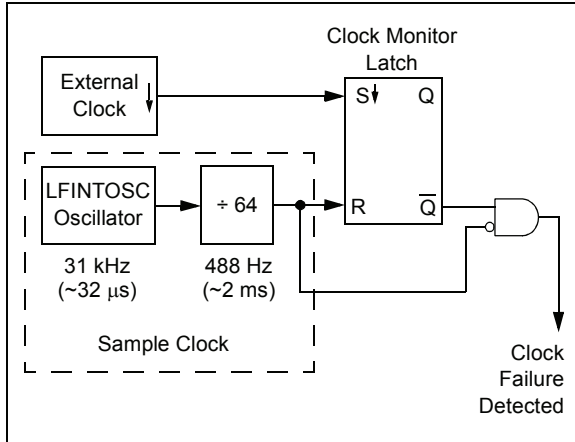 Clock Monitor
Latch
External
Clock
S
Q
LFINTOSC
Oscillator
÷ 64
R
Q̅
31 kHz
(~32 μs)
488 Hz
(~2 ms)
Sample Clock
Clock
Failure
Detected